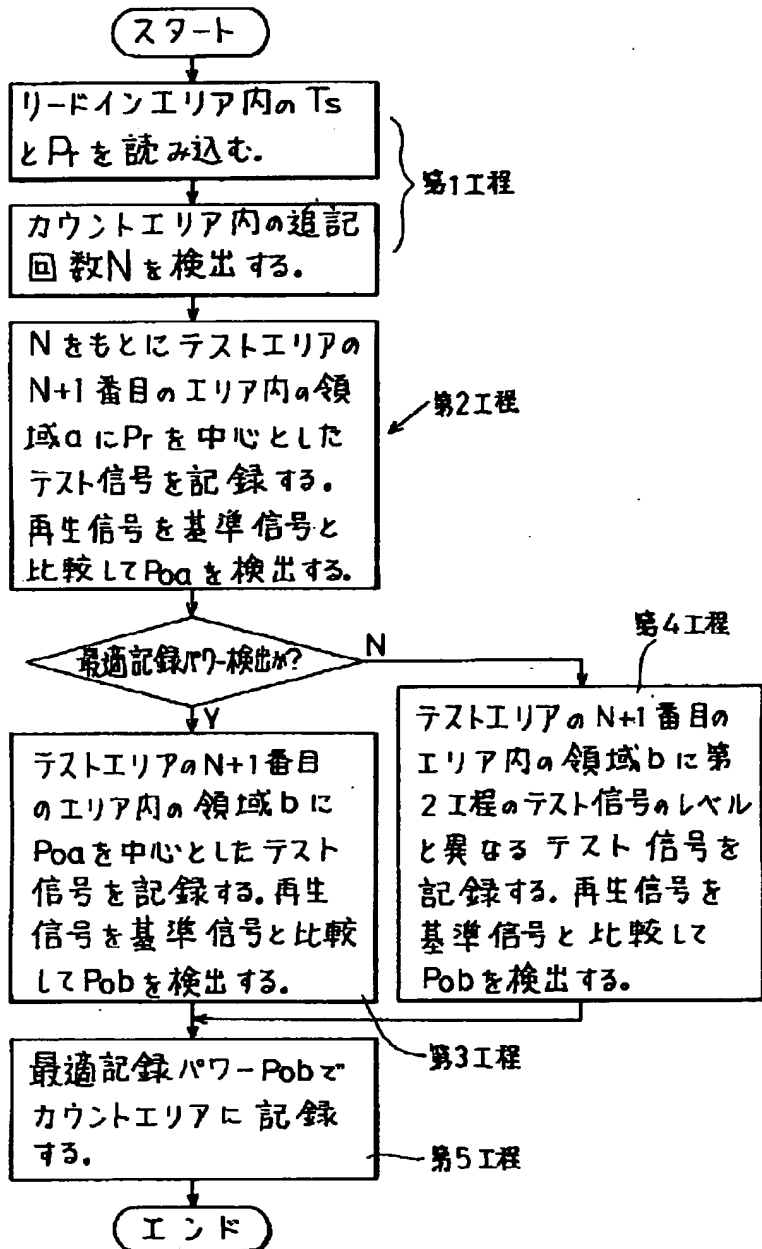 スタート
リードインエリア内のTs
とPrを読み込む.
第1工程
カウントエリア内の追記
回数Nを検出する.
Nをもとにテストエリアの
N+1番目のエリア内の領
域aにPrを中心とした
テスト信号を記録する.
再生信号を基準信号と
比較してPoaを検出する.
第2工程
最適記録パワー検出か?
N
Y
第4工程
テストエリアのN+1番目
のエリア内の領域bに
Poaを中心としたテスト
信号を記録する.再生
信号を基準信号と比較
してPobを検出する.
第3工程
テストエリアのN+1番目の
エリア内の領域bに第
2工程のテスト信号のレベル
と異なるテスト信号を
記録する.再生信号を
基準信号と比較して
Pobを検出する.
最適記録パワーPobで
カウントエリアに記録
する.
第5工程
エンド